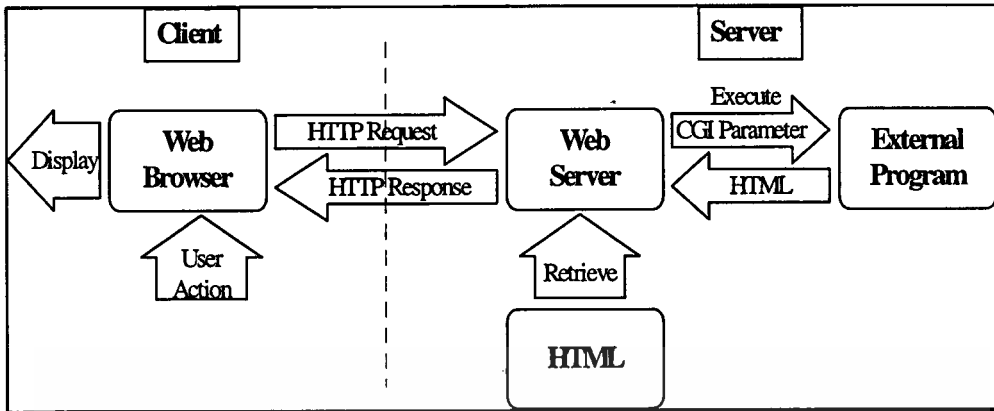 Client
Server
Display
Web
Browser
HTTP Request
HTTP Response
Web
Server
Execute
CGI Parameter
HTML
External
Program
User
Action
Retrieve
HTML